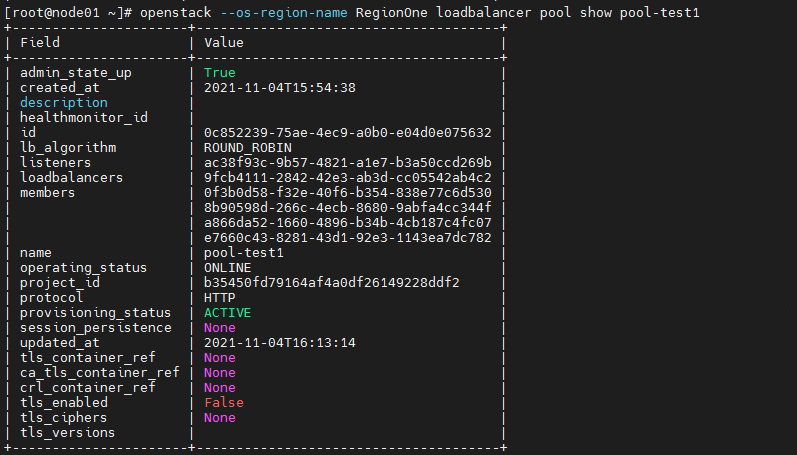 [root@node01 ~]# openstack --os-region-name RegionOne loadbalancer pool show pool-test1
+----------------------+--------------------------------------+
| Field                | Value                                |
+----------------------+--------------------------------------+
| admin_state_up       | True                                 |
| created_at           | 2021-11-04T15:54:38                  |
| description          |                                      |
| healthmonitor_id     |                                      |
| id                   | 0c852239-75ae-4ec9-a0b0-e04d0e075632 |
| lb_algorithm         | ROUND_ROBIN                          |
| listeners            | ac38f93c-9b57-4821-a1e7-b3a50ccd269b |
| loadbalancers        | 9fcb4111-2842-42e3-ab3d-cc05542ab4c2 |
| members              | 0f3b0d58-f32e-40f6-b354-838e77c6d530 |
|                      | 8b90598d-266c-4ecb-8680-9abfa4cc344f |
|                      | a866da52-1660-4896-b34b-4cb187c4fc07 |
|                      | e7660c43-8281-43d1-92e3-1143ea7dc782 |
| name                 | pool-test1                           |
| operating_status     | ONLINE                               |
| project_id           | b35450fd79164af4a0df26149228ddf2     |
| protocol             | HTTP                                 |
| provisioning_status  | ACTIVE                               |
| session_persistence  | None                                 |
| updated_at           | 2021-11-04T16:13:14                  |
| tls_container_ref    | None                                 |
| ca_tls_container_ref | None                                 |
| crl_container_ref    | None                                 |
| tls_enabled          | False                                |
| tls_ciphers          | None                                 |
| tls_versions         |                                      |
+----------------------+--------------------------------------+